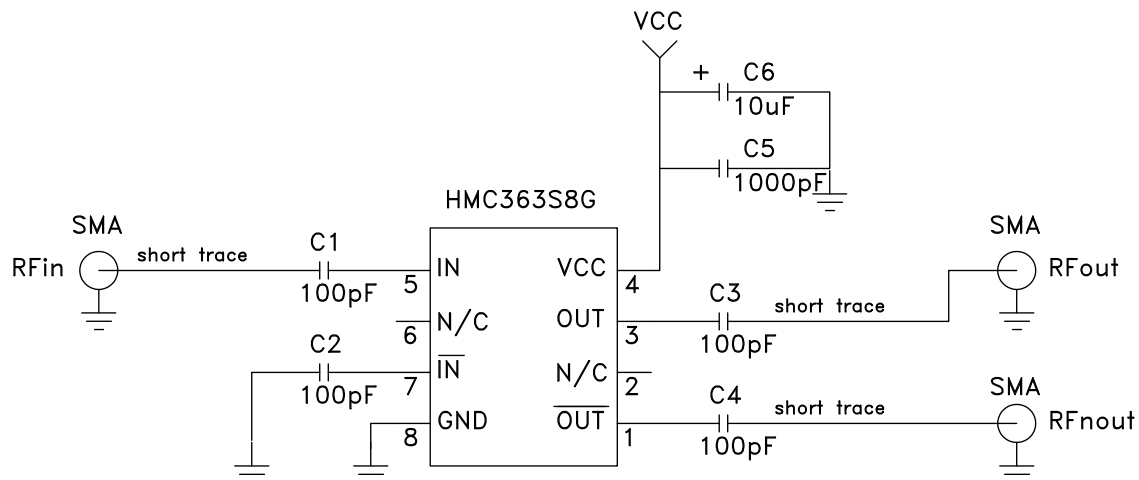 VCC
+ C6
10uF
C5
1000pF
HMC363S8G
SMA
RFin
short trace
C1
100pF
5
IN
6
N/C
C2
100pF
7
IN
8
GND
VCC
4
OUT
3
N/C
2
OUT
1
C3
100pF
short trace
SMA
RFout
C4
100pF
short trace
SMA
RFnout